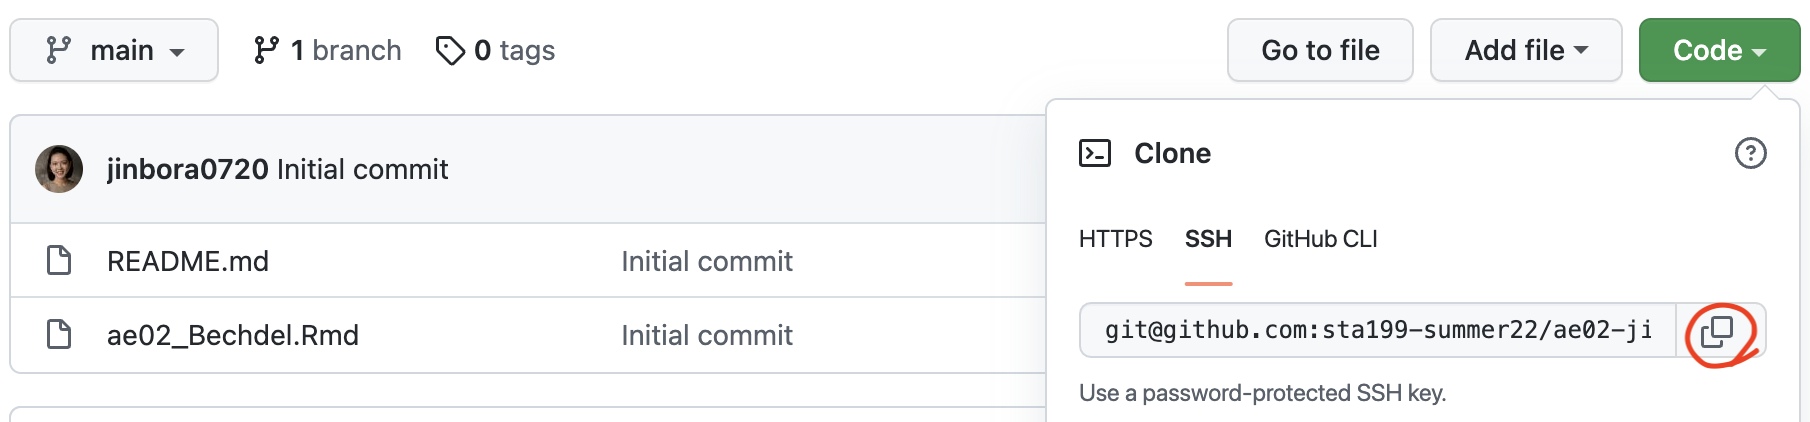 main 1 branch 0 tags Go to file Add file Code
jinbora0720 Initial commit
Clone
HTTPS SSH GitHub CLI
README.md Initial commit
ae02_Bechdel.Rmd Initial commit
git@github.com:sta199-summer22/ae02-ji
Use a password-protected SSH key.